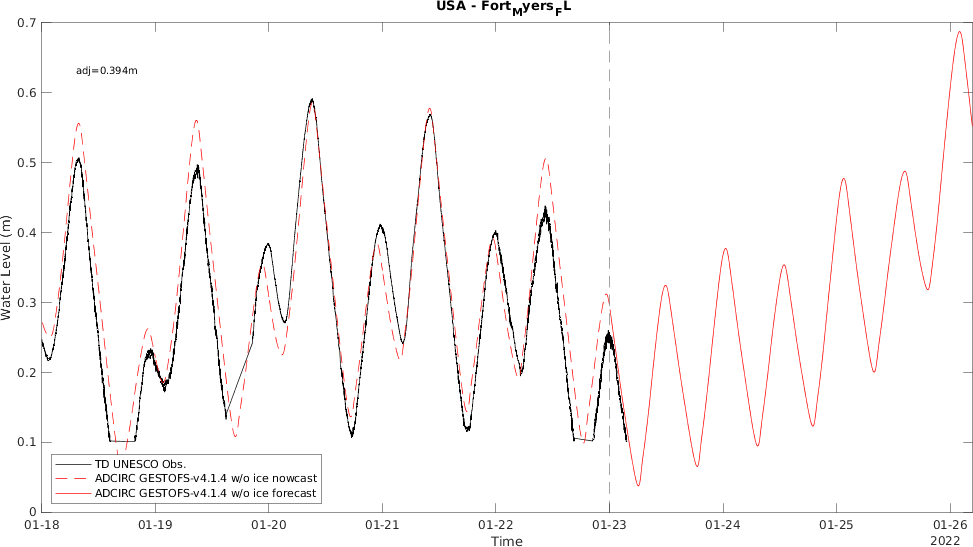 USA - Fort_Myers_FL
adj=0.394m
0.7
0.6
0.5
0.4
0.3
0.2
0.1
0
Water Level (m)
TD UNESCO Obs.
ADCIRC GESTOFS-v4.1.4 w/o ice nowcast
ADCIRC GESTOFS-v4.1.4 w/o ice forecast
01-18 01-19 01-20 01-21 01-22 01-23 01-24 01-25 01-26
Time 2022